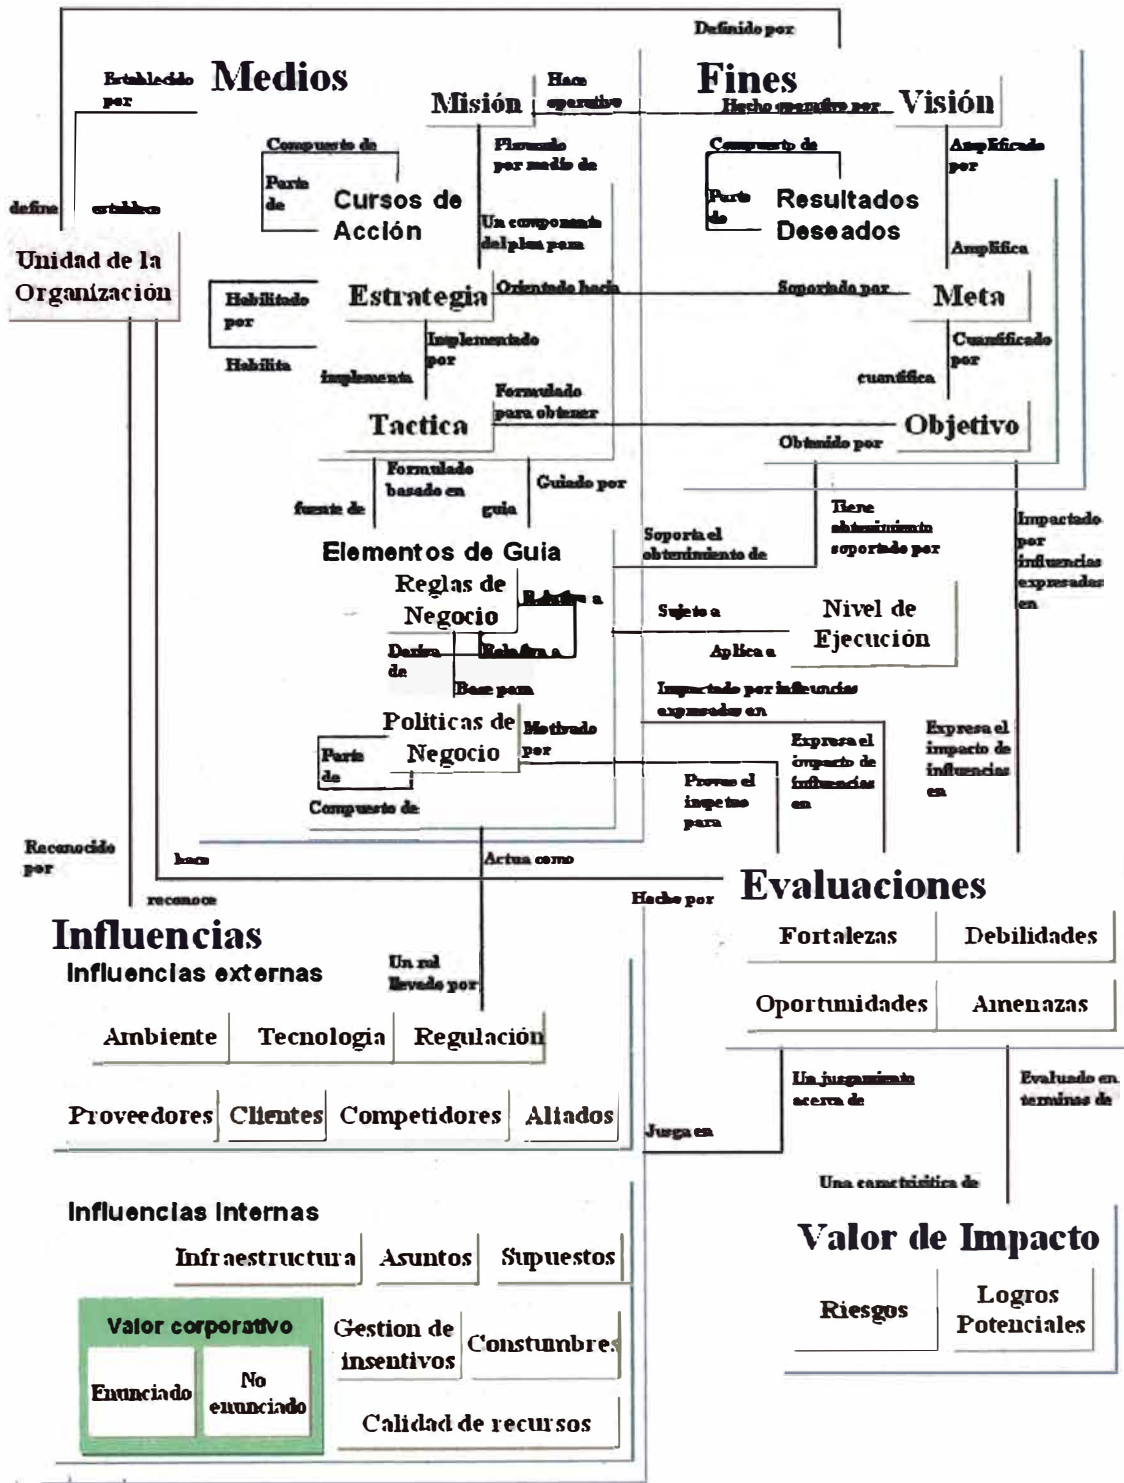 Definido por
Establecido
por
Medios
Hace
operativo
Fines
Misión
Hecho operativo por
Visión
Compuesto de
Planeado
por medio de
Compuesto de
Amplificado
por
Parte
de
Cursos de
Acción
Parte
de
Resultados
Deseados
define
establece
Un componente
del plan para
Amplifica
Unidad de la
Organización
Habilitado
por
Estrategia
Orientado hacia
Soportado por
Meta
Habilita
Implementado
por
Cuantificado
por
implementa
cuantifica
Formulado
para obtener
Tactica
Objetivo
Obtenido por
Formulado
basado en
Guiado por
fuente de
guia
Tiene
obtenimiento
soportado por
Impactado
por
influencias
expresadas
en
Soporta el
obtenimiento de
Elementos de Guia
Reglas de
Negocio
Relativa a
Sujeto a
Nivel de
Ejecución
Deriva
de
Relativa a
Aplica a
Base para
Impactado por infleuncias
expresadas en
Politicas de
Negocio
Motivado
por
Parte
de
Expresa el
impacto de
influencias
en
Expresa el
impacto de
influencias
en
Provee el
impetus
para
Compuesto de
Reconocido
por
hace
Actua como
reconoce
Hecho por
Evaluaciones
Influencias
Influencias externas
Fortalezas
Debilidades
Un rol
llevado por
Oportunidades
Amenazas
Ambiente
Tecnología
Regulación
Un jusgamiento
acerca de
Evaluado en
terminos de
Proveedores
Clientes
Competidores
Aliados
Jusga en
Una caractrisitica de
Influencias Internas
Valor de Impacto
Infraestructura
Asuntos
Supuestos
Riesgos
Logros
Potenciales
Valor corporativo
Gestion de
insentivos
Constumbres
Enunciado
No
enunciado
Calidad de recursos